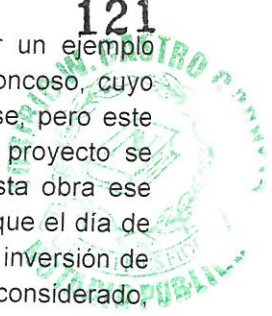 121
un ejemplo
oncoso, cuyo
se, pero este
proyecto se
sta obra ese
que el día de
inversión de
considerado,